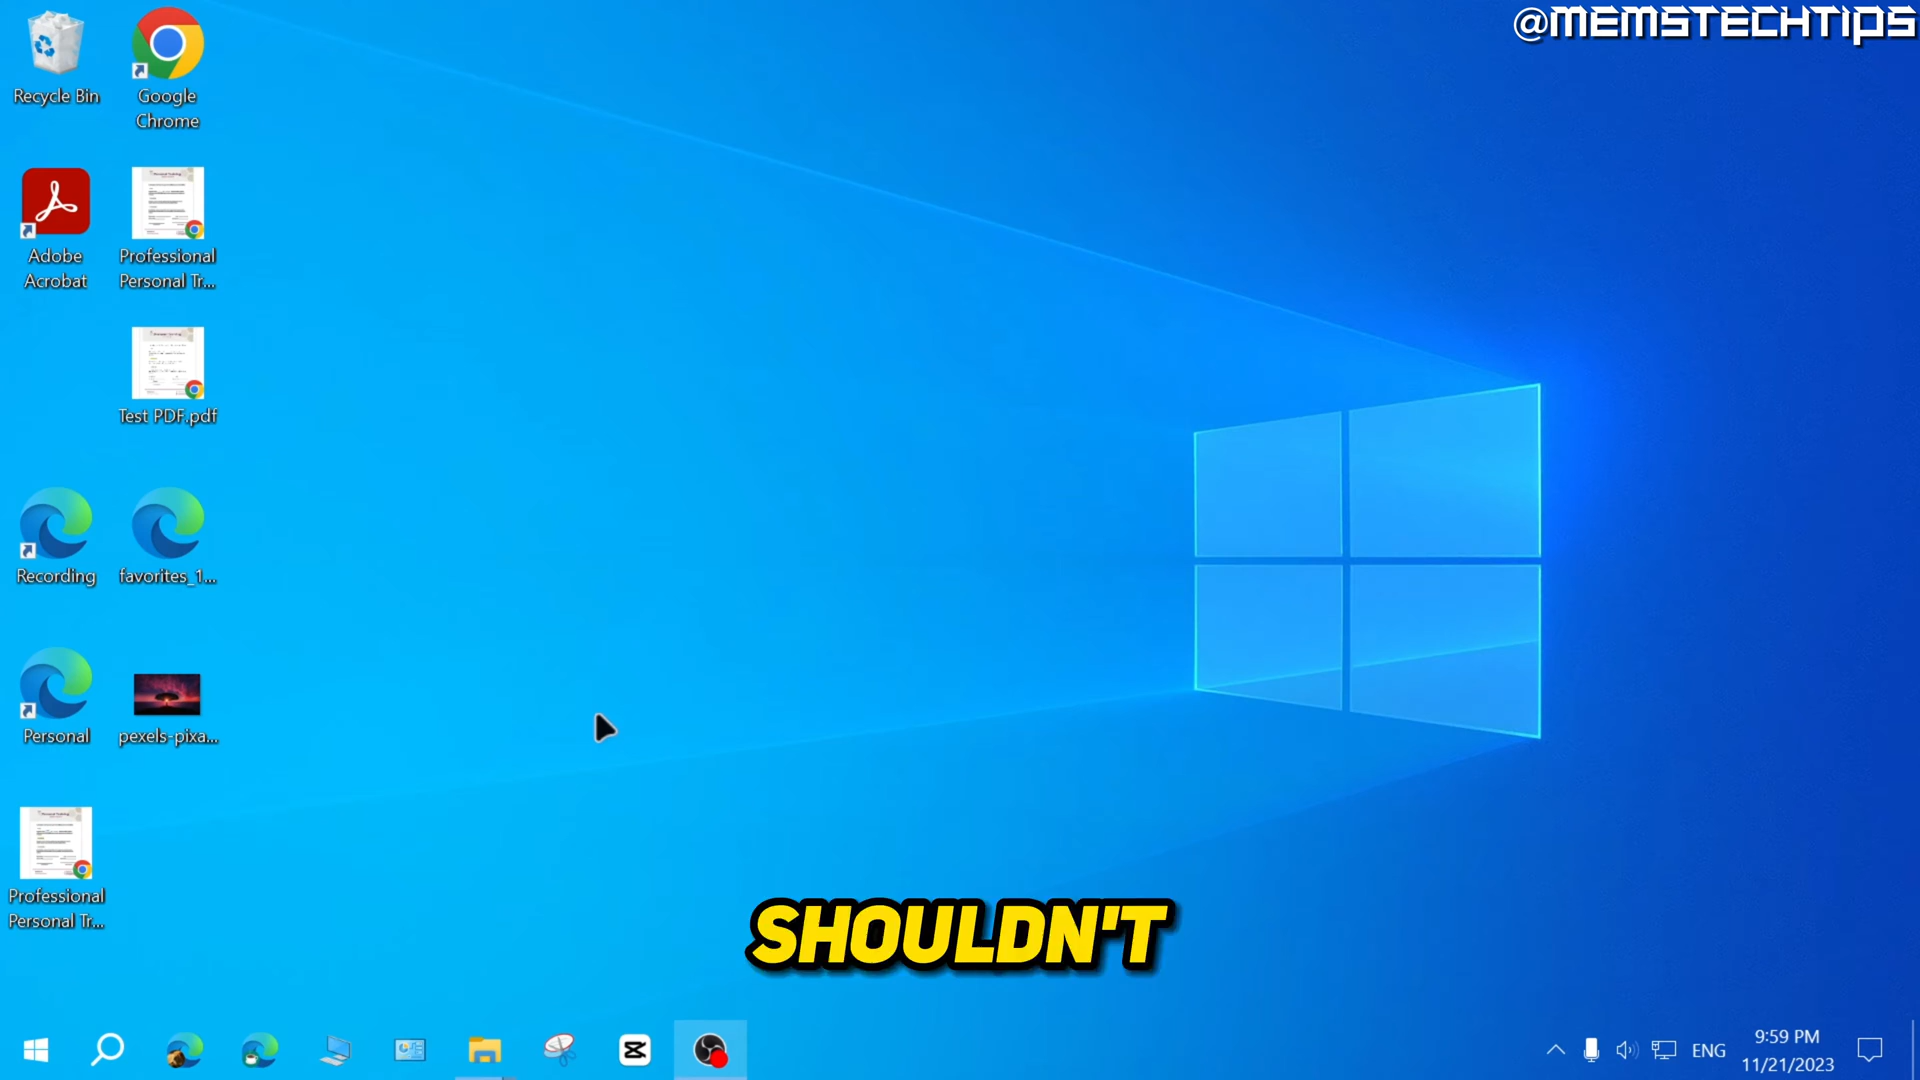 @MEMSTECHTIPS
Recycle Bin
Google
Chrome
Adobe
Acrobat
Professional
Personal Tr...
Test PDF.pdf
Recording
favorites_1...
Personal
pexels-pixa...
Professional
Personal Tr...
SHOULDN'T
ENG
9:59 PM
11/21/2023